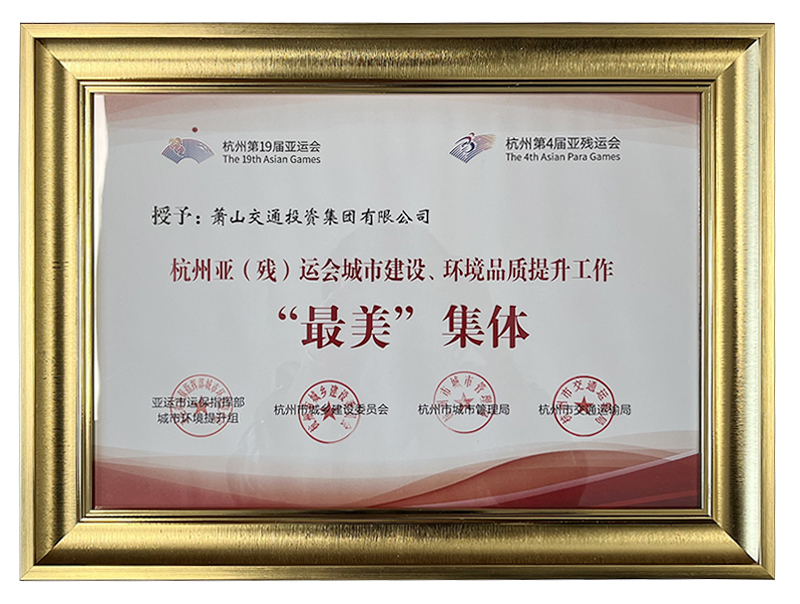 杭州第19届亚运会
The 19th Asian Games
杭州第4届亚残运会
The 4th Asian Para Games
授予：萧山交通投资集团有限公司
杭州亚（残）运会城市建设、环境品质提升工作
“最美”集体
亚运市运保指挥部
城市环境提升组
杭州市城乡建设委员会
杭州市城市管理局
杭州市交通运输局